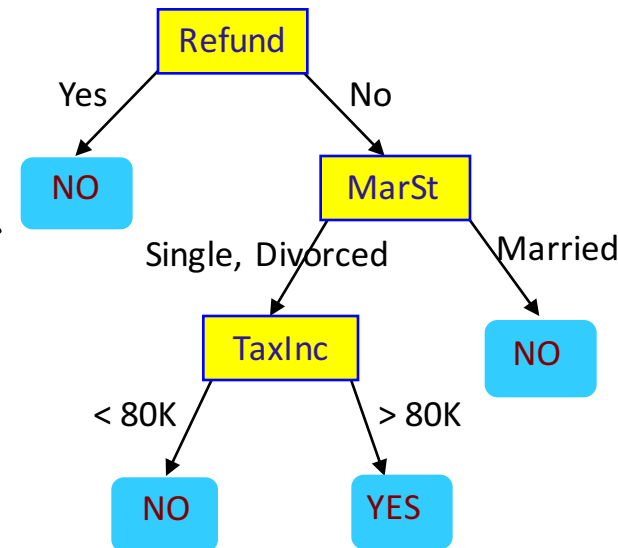 Refund
Yes
No
NO
MarSt
Single, Divorced
Married
TaxInc
NO
< 80K
> 80K
NO
YES